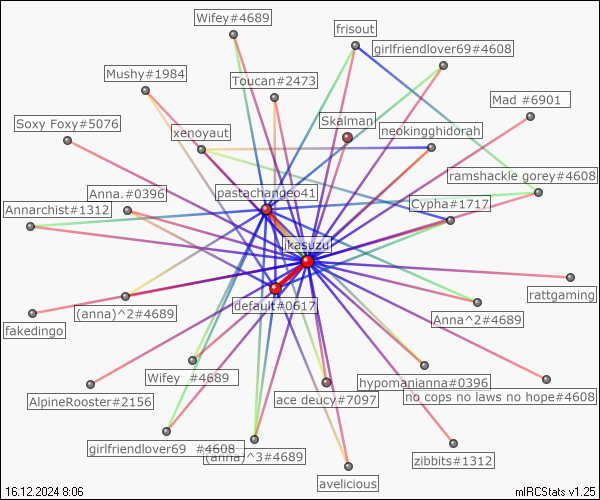 Wifey#4689
frisout
girlfriendlover69#4608
Mushy#1984
Toucan#2473
Mad #6901
Skalman
Soxy Foxy#5076
xenoyaut
neokingghidorah
ramshackle gorey#4608
pastachangeo41
Anna.#0396
Cypha#1717
Annarchist#1312
jikasuzu
rattgaming
default#0617
(anna)^2#4689
Anna^2#4689
fakedingo
Wifey #4689
hypomanianna#0396
AlpineRooster#2156
ace deucy#7097
no cops no laws no hope#4608
girlfriendlover69 #4608
(anna)^3#4689
zibbits#1312
avelicious
16.12.2024 8:06
mIRCStats v1.25